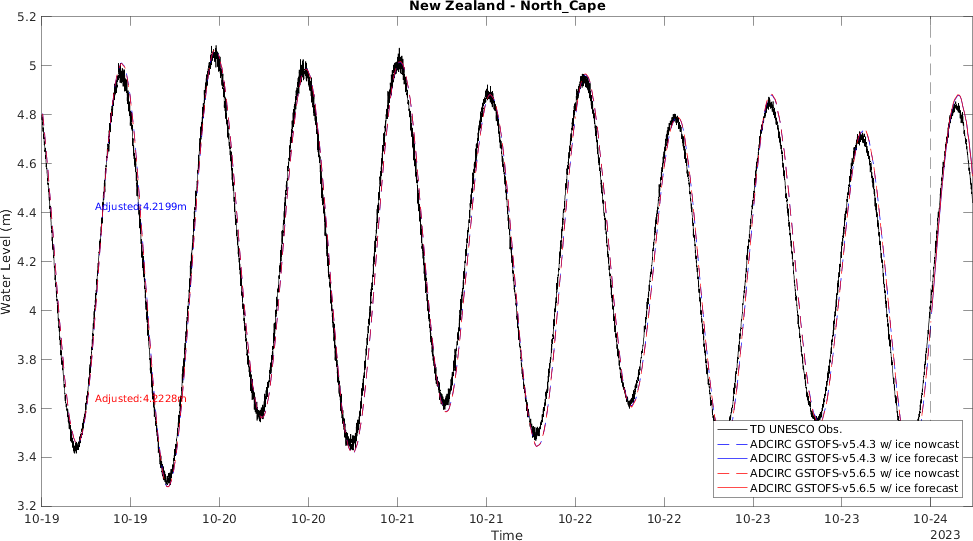 New Zealand - North_Cape
5.2
5
4.8
4.6
4.4
4.2
4
3.8
3.6
3.4
3.2
Water Level (m)
Adjusted:4.2199m
Adjusted:4.2228m
TD UNESCO Obs.
ADCIRC GSTOFS-v5.4.3 w/ ice nowcast
ADCIRC GSTOFS-v5.4.3 w/ ice forecast
ADCIRC GSTOFS-v5.6.5 w/ ice nowcast
ADCIRC GSTOFS-v5.6.5 w/ ice forecast
10-19 10-19 10-20 10-20 10-21 10-21 10-22 10-22 10-23 10-23 10-24
Time 2023